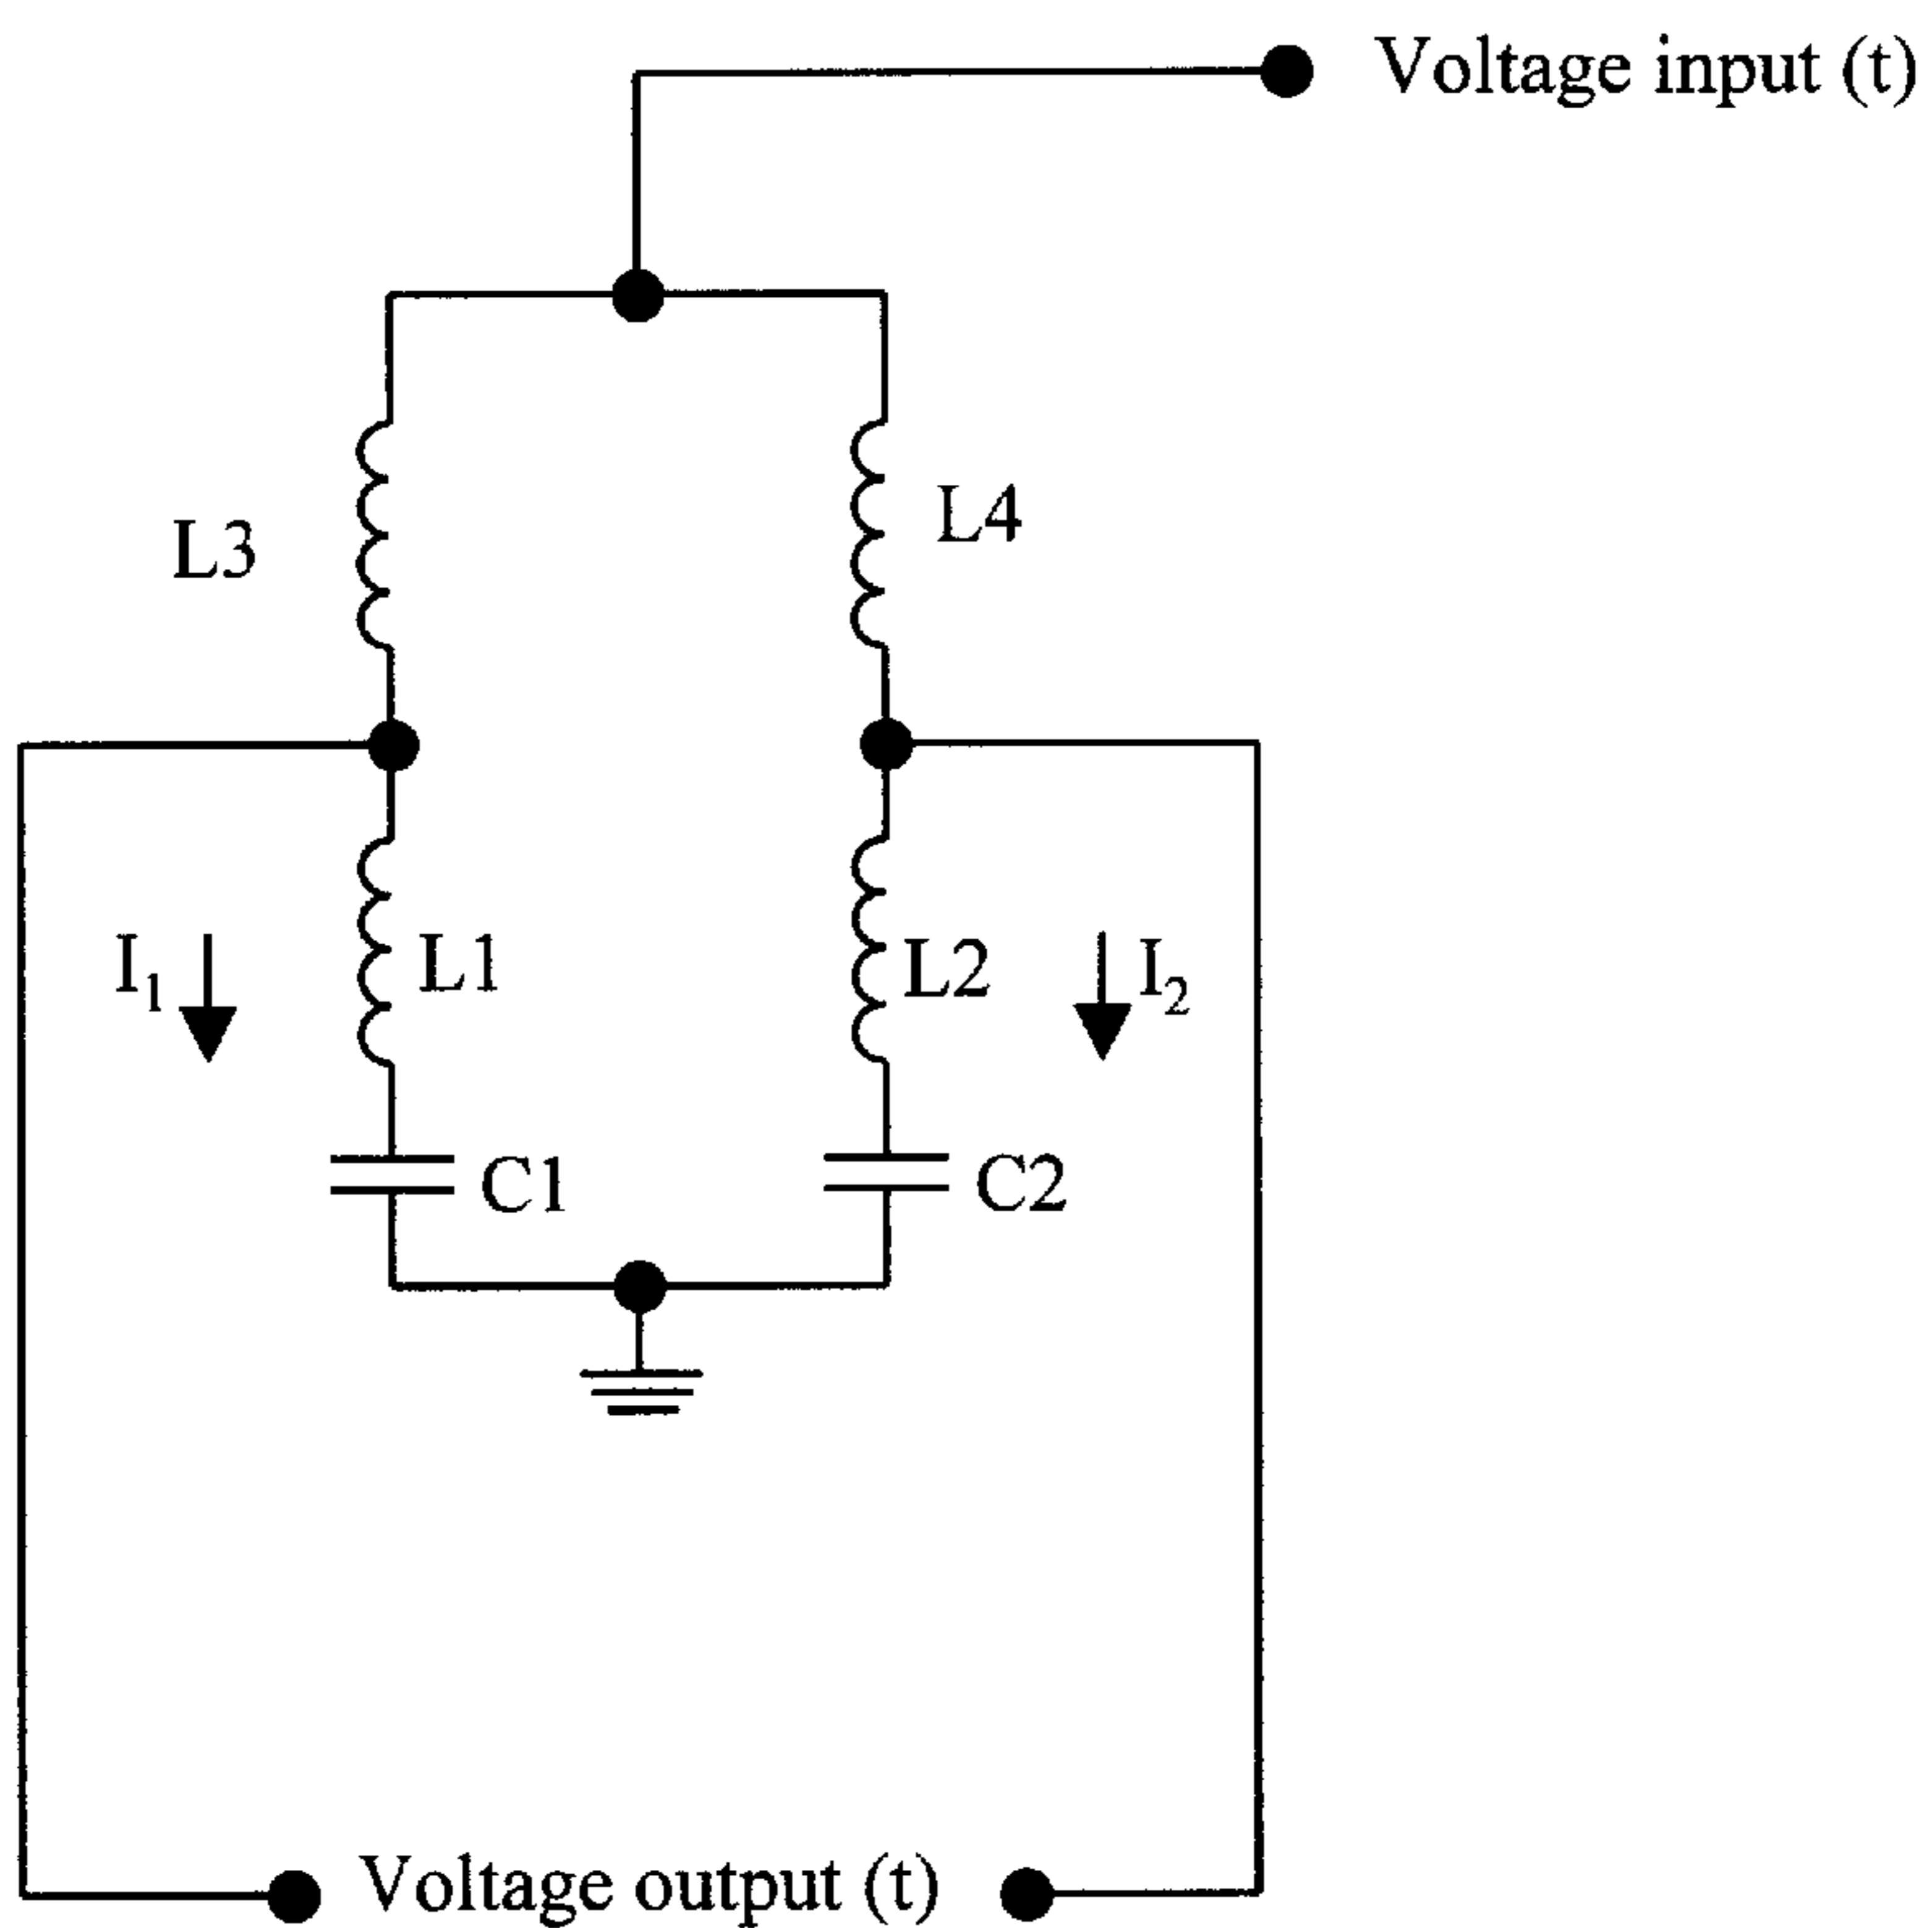 Voltage input (t)
L3
L4
I1
L1
L2
I2
C1
C2
Voltage output (t)